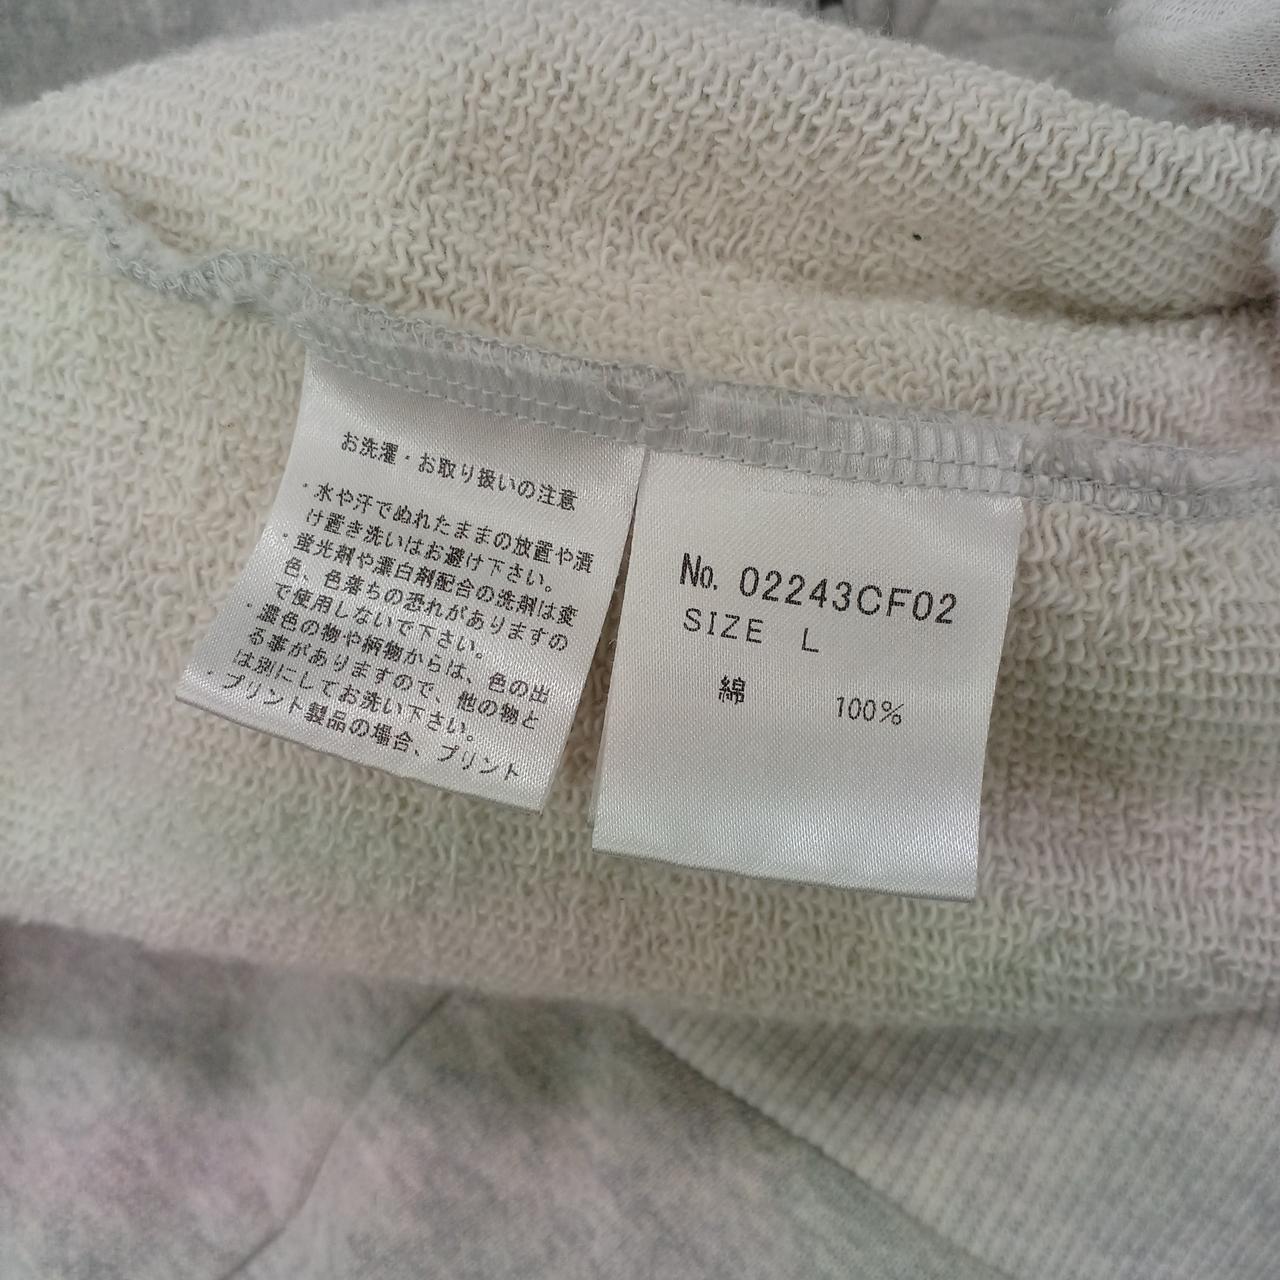 お洗濯・お取り扱いの注意
・水や汗でぬれたままの放置や漬
け置き洗いはお避け下さい。
・蛍光剤や漂白剤配合の洗剤は変
色、色落ちの恐れがありますの
で使用しないで下さい。
・濃色の物や柄物からは、色の出
る事がありますので、他の物と
は別にしてお洗い下さい。
・プリント製品の場合、プリント
No. 02243CF02
SIZE L
綿 100%